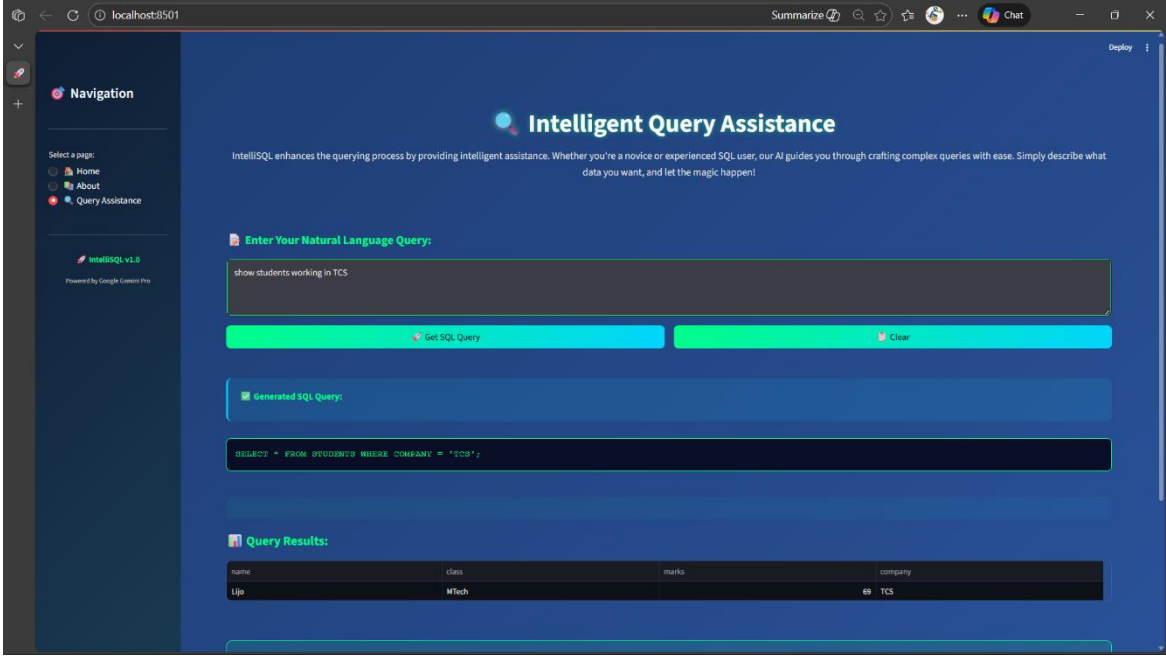 localhost:8501
Summarize
Chat
Deploy
Navigation
Select a page:
Home
About
Query Assistance
IntelliSQL v1.0
Powered by Google Gemini Pro
Intelligent Query Assistance
IntelliSQL enhances the querying process by providing intelligent assistance. Whether you're a novice or experienced SQL user, our AI guides you through crafting complex queries with ease. Simply describe what
data you want, and let the magic happen!
Enter Your Natural Language Query:
show students working in TCS
Get SQL Query
Clear
Generated SQL Query:
SELECT * FROM STUDENTS WHERE COMPANY = 'TCS';
Query Results:
name class marks company
Lijo MTech 69 TCS